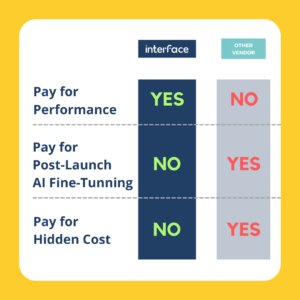 interface
OTHER
VENDOR
Pay for
Performance
YES
NO
Pay for
Post-Launch
AI Fine-Tunning
NO
YES
Pay for
Hidden Cost
NO
YES